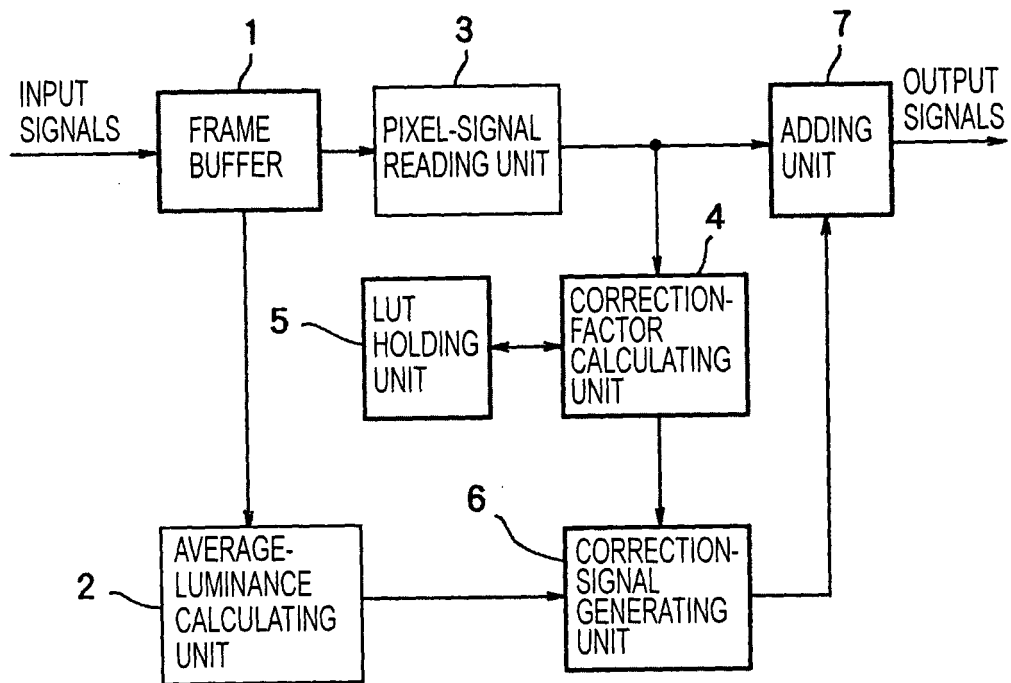 1
3
7
INPUT
SIGNALS
FRAME
BUFFER
PIXEL-SIGNAL
READING UNIT
ADDING
UNIT
OUTPUT
SIGNALS
4
5
LUT
HOLDING
UNIT
CORRECTION-
FACTOR
CALCULATING
UNIT
2
AVERAGE-
LUMINANCE
CALCULATING
UNIT
6
CORRECTION-
SIGNAL
GENERATING
UNIT